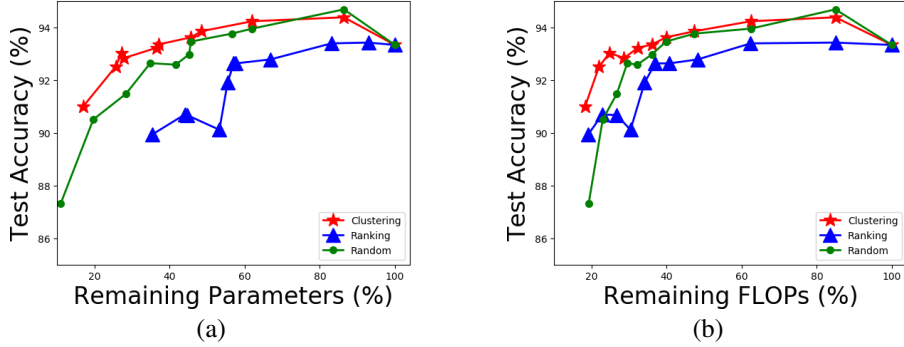 Test Accuracy (%)
94
92
90
88
86
20
40
60
80
100
Clustering
Ranking
Random
Remaining Parameters (%)
(a)
Test Accuracy (%)
94
92
90
88
86
20
40
60
80
100
Clustering
Ranking
Random
Remaining FLOPs (%)
(b)